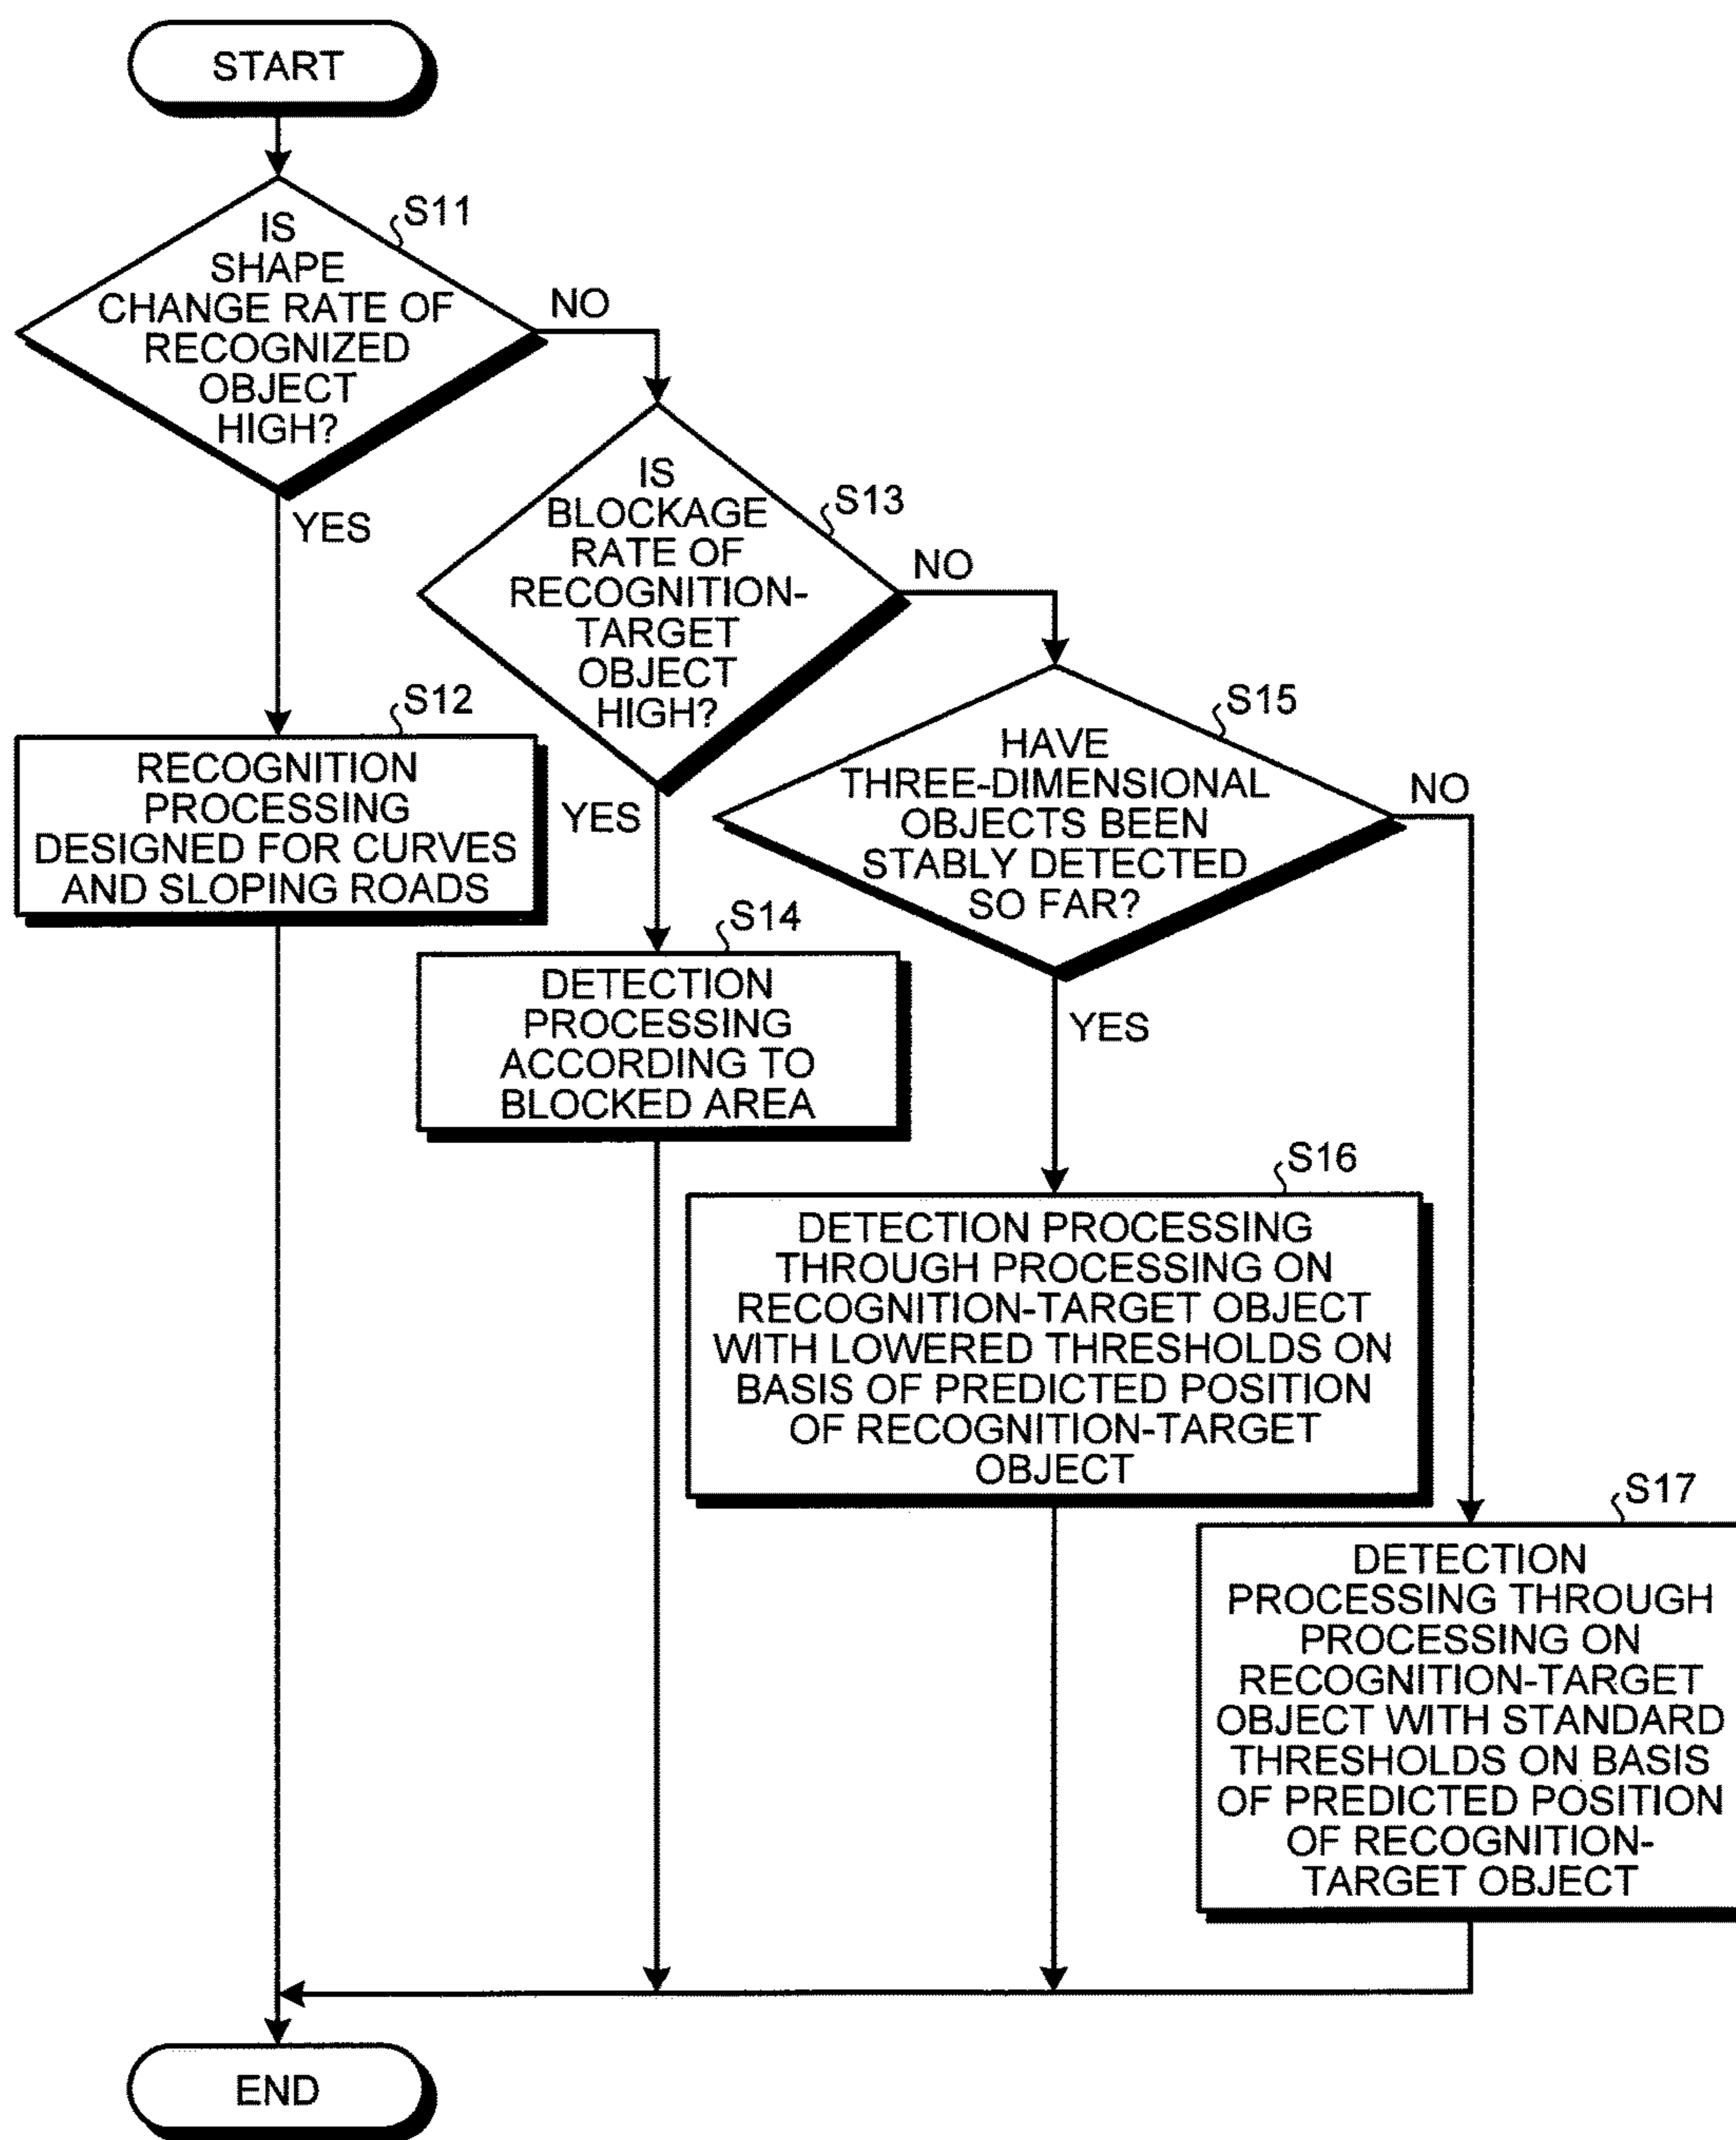 START
S11
IS
SHAPE
CHANGE RATE OF
RECOGNIZED
OBJECT
HIGH?
NO
YES
S12
RECOGNITION
PROCESSING
DESIGNED FOR CURVES
AND SLOPING ROADS
S13
IS
BLOCKAGE
RATE OF
RECOGNITION-
TARGET
OBJECT
HIGH?
NO
YES
S14
DETECTION
PROCESSING
ACCORDING TO
BLOCKED AREA
S15
HAVE
THREE-DIMENSIONAL
OBJECTS BEEN
STABLY DETECTED
SO FAR?
NO
YES
S16
DETECTION PROCESSING
THROUGH PROCESSING ON
RECOGNITION-TARGET OBJECT
WITH LOWERED THRESHOLDS ON
BASIS OF PREDICTED POSITION
OF RECOGNITION-TARGET
OBJECT
S17
DETECTION
PROCESSING THROUGH
PROCESSING ON
RECOGNITION-TARGET
OBJECT WITH STANDARD
THRESHOLDS ON BASIS
OF PREDICTED POSITION
OF RECOGNITION-
TARGET OBJECT
END